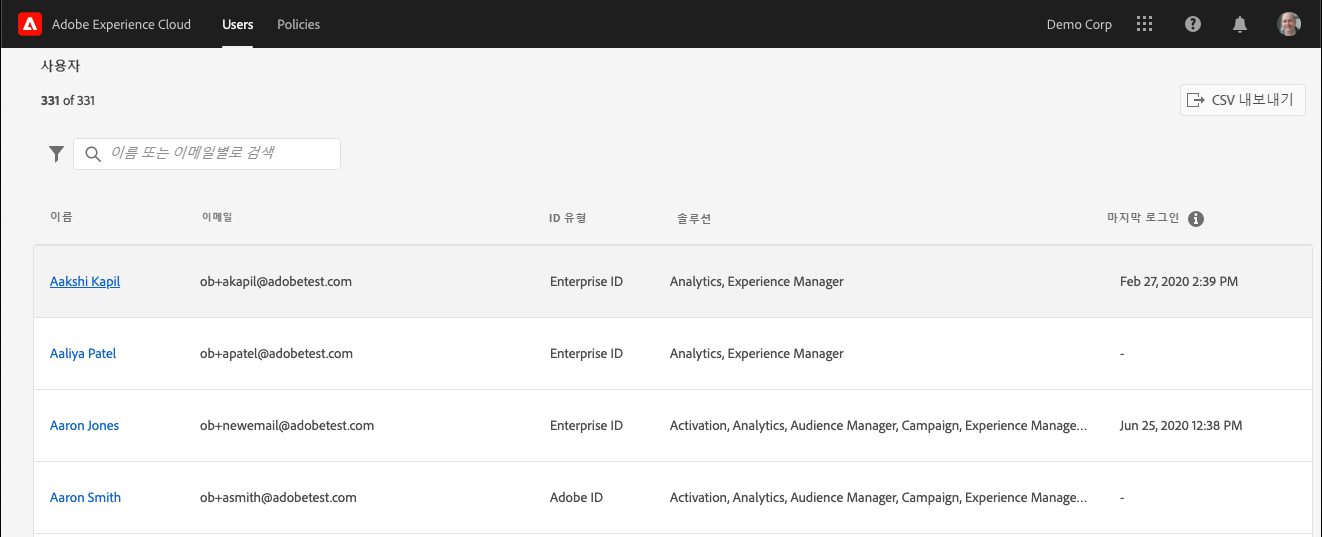 Adobe Experience Cloud Users Policies Demo Corp
사용자
331 of 331
CSV 내보내기
이름 또는 이메일별로 검색
이름 이메일 ID 유형 솔루션 마지막 로그인
Aakshi Kapil ob+akapil@adobetest.com Enterprise ID Analytics, Experience Manager Feb 27, 2020 2:39 PM
Aaliya Patel ob+apatel@adobetest.com Enterprise ID Analytics, Experience Manager -
Aaron Jones ob+newemail@adobetest.com Enterprise ID Activation, Analytics, Audience Manager, Campaign, Experience Manage... Jun 25, 2020 12:38 PM
Aaron Smith ob+asmith@adobetest.com Adobe ID Activation, Analytics, Audience Manager, Campaign, Experience Manage... -